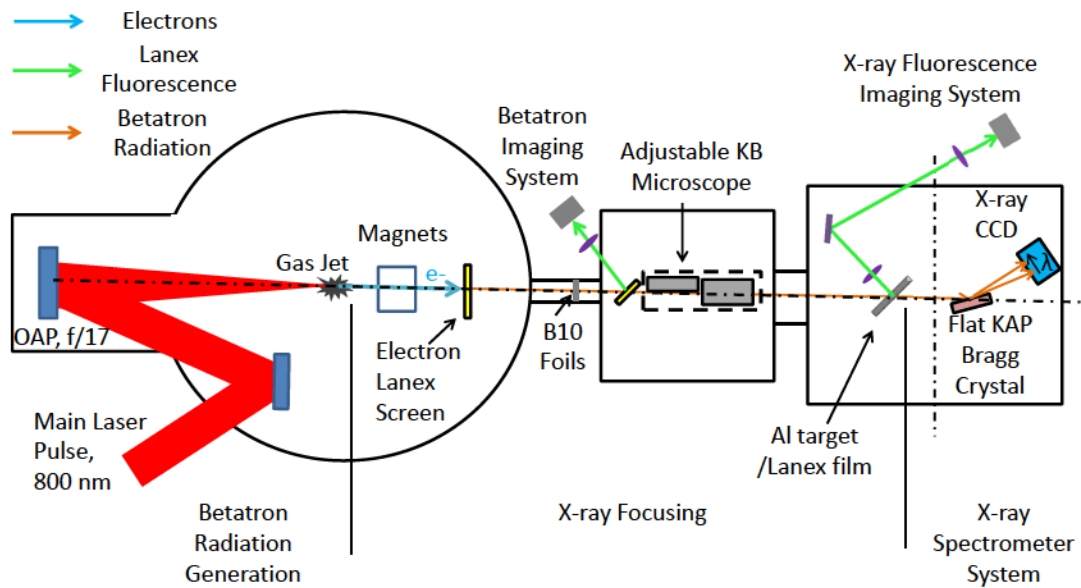 Electrons
Lanex
Fluorescence
Betatron
Radiation
OAP, f/17
Main Laser
Pulse,
800 nm
Gas Jet
Magnets
e-
Electron
Lanex
Screen
Betatron
Imaging
System
B10
Foils
Adjustable KB
Microscope
X-ray Fluorescence
Imaging System
X-ray
CCD
λ
Flat KAP
Bragg
Crystal
Al target
/Lanex film
Betatron
Radiation
Generation
X-ray Focusing
X-ray
Spectrometer
System